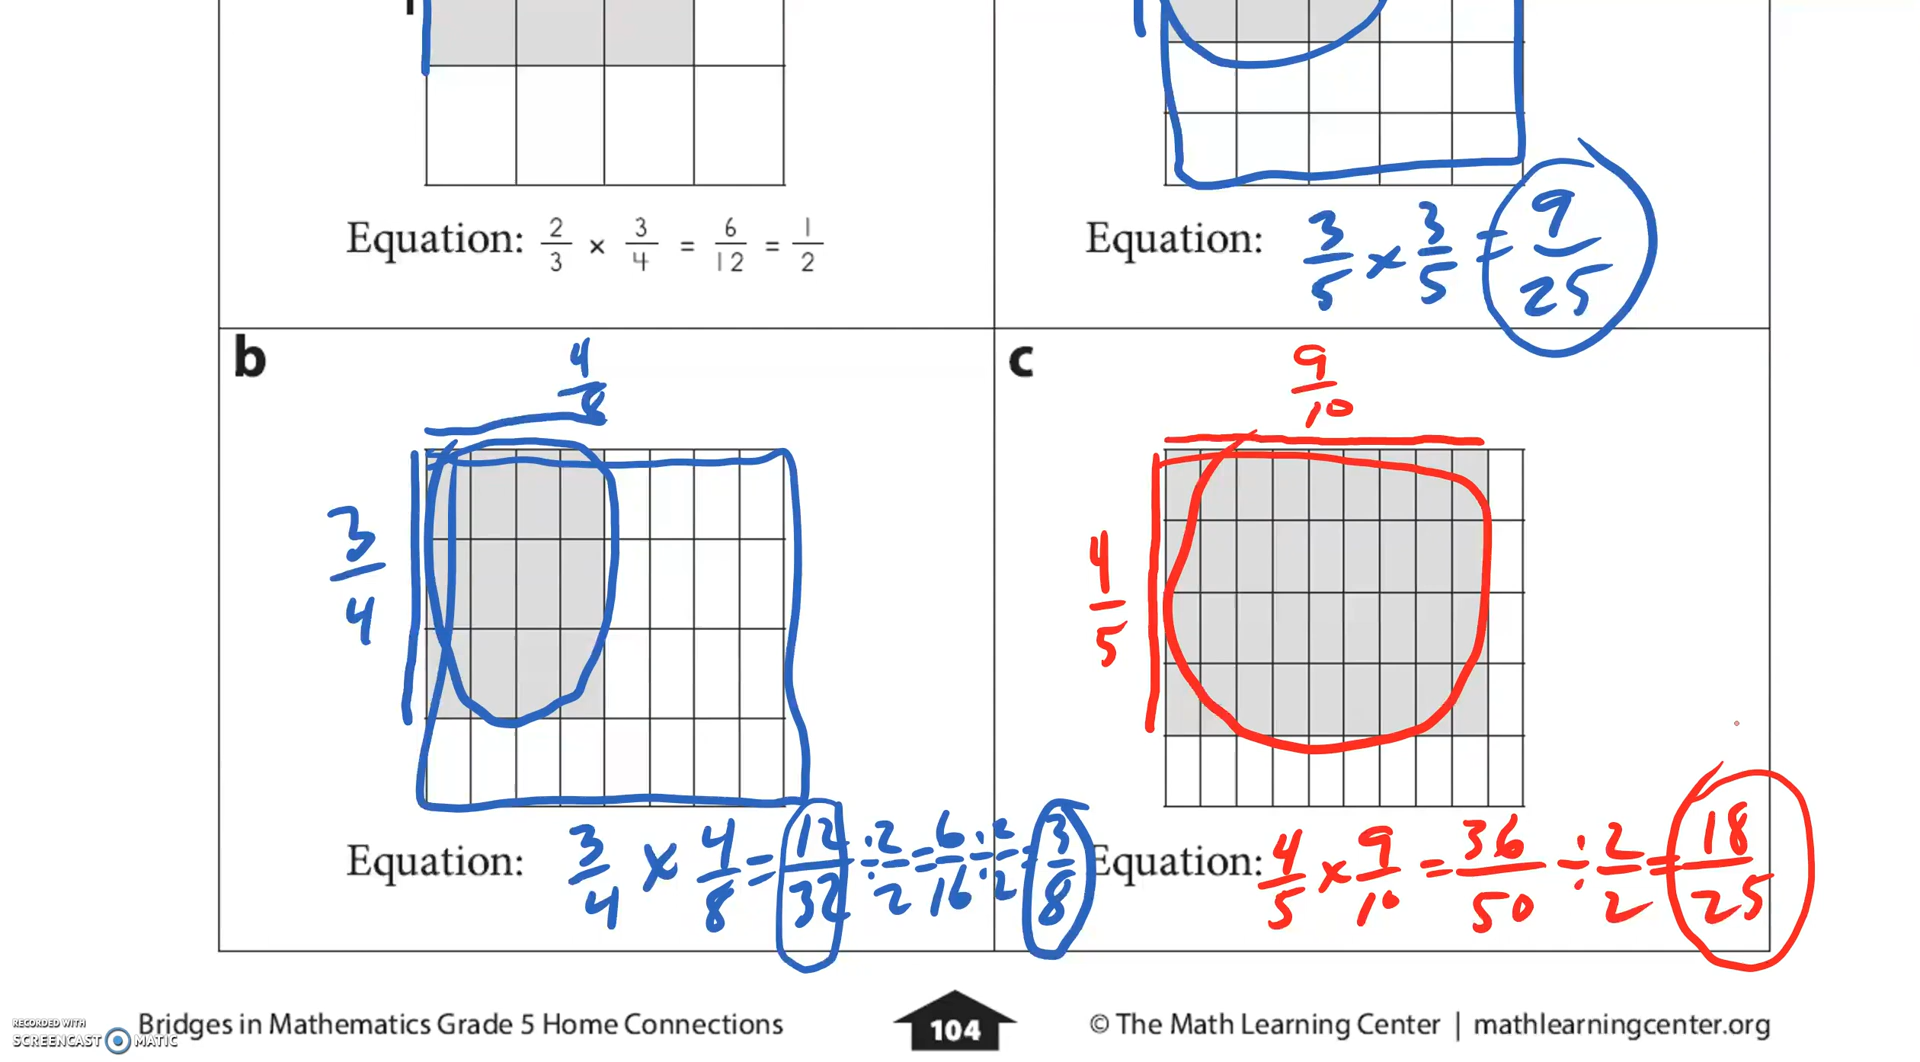 Equation: 2/3 × 3/4 = 6/12 = 1/2
Equation: 3/5 × 3/5 = 9/25
b
4/8
3/4
Equation: 3/4 × 4/8 = 12/32 ÷ 2/2 = 6/16 ÷ 2/2 = 3/8
c
9/10
4/5
Equation: 4/5 × 9/10 = 36/50 ÷ 2/2 = 18/25
Bridges in Mathematics Grade 5 Home Connections
104
© The Math Learning Center | mathlearningcenter.org
RECORDED WITH
SCREENCAST MATIC